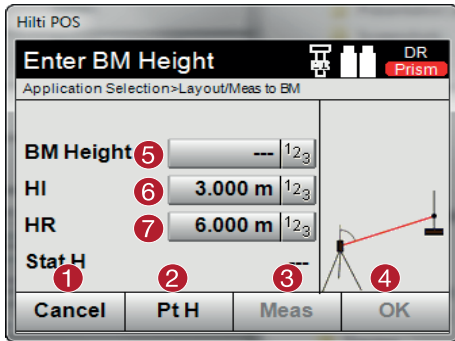 Hilti POS
Enter BM Height
DR
Prism
Application Selection>Layout/Meas to BM
BM Height 5 --- 123
HI 6 3.000 m 123
HR 7 6.000 m 123
Stat H ---
1 2 3 4
Cancel Pt H Meas OK